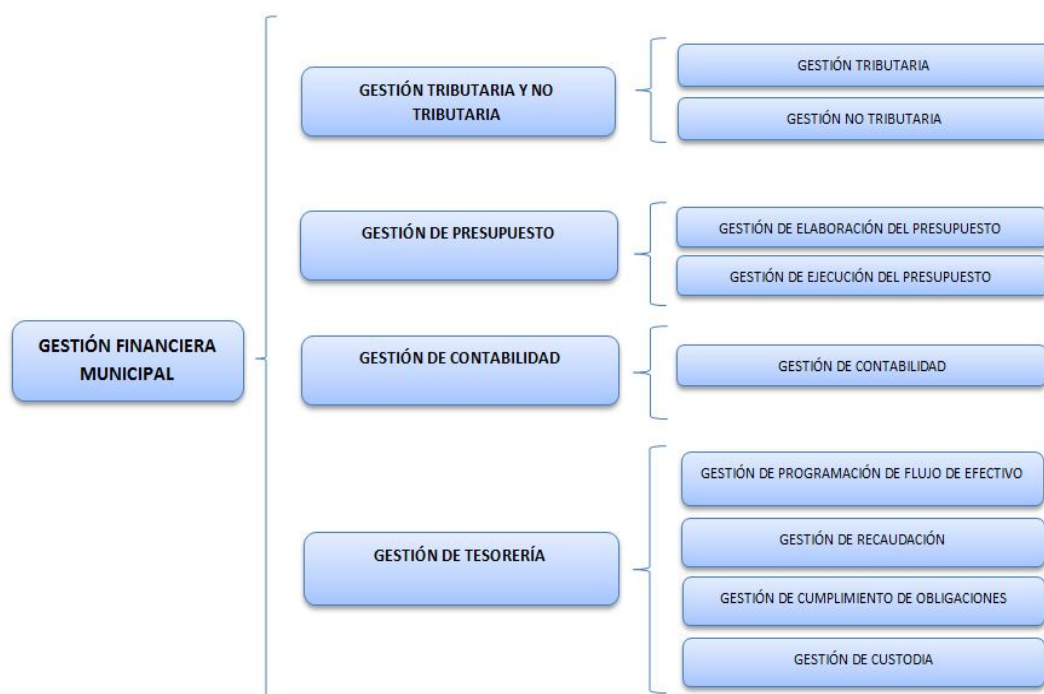 GESTIÓN FINANCIERA
MUNICIPAL
GESTIÓN TRIBUTARIA Y NO
TRIBUTARIA
GESTIÓN TRIBUTARIA
GESTIÓN NO TRIBUTARIA
GESTIÓN DE PRESUPUESTO
GESTIÓN DE ELABORACIÓN DEL PRESUPUESTO
GESTIÓN DE EJECUCIÓN DEL PRESUPUESTO
GESTIÓN DE CONTABILIDAD
GESTIÓN DE CONTABILIDAD
GESTIÓN DE TESORERÍA
GESTIÓN DE PROGRAMACIÓN DE FLUJO DE EFECTIVO
GESTIÓN DE RECAUDACIÓN
GESTIÓN DE CUMPLIMIENTO DE OBLIGACIONES
GESTIÓN DE CUSTODIA